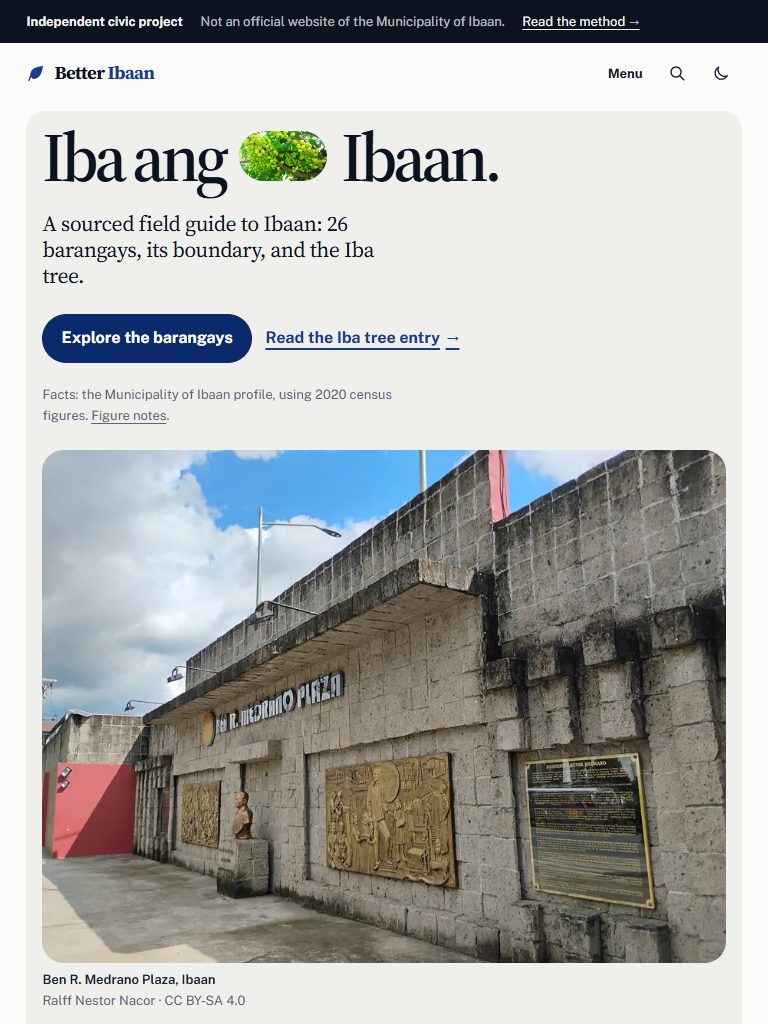 Independent civic project Not an official website of the Municipality of Ibaan. Read the method →
Better Ibaan
Menu
Iba ang Ibaan.
A sourced field guide to Ibaan: 26
barangays, its boundary, and the Iba
tree.
Explore the barangays
Read the Iba tree entry →
Facts: the Municipality of Ibaan profile, using 2020 census
figures. Figure notes.
BEN R. MEDRANO PLAZA
Ben R. Medrano Plaza, Ibaan
Ralff Nestor Nacor · CC BY-SA 4.0